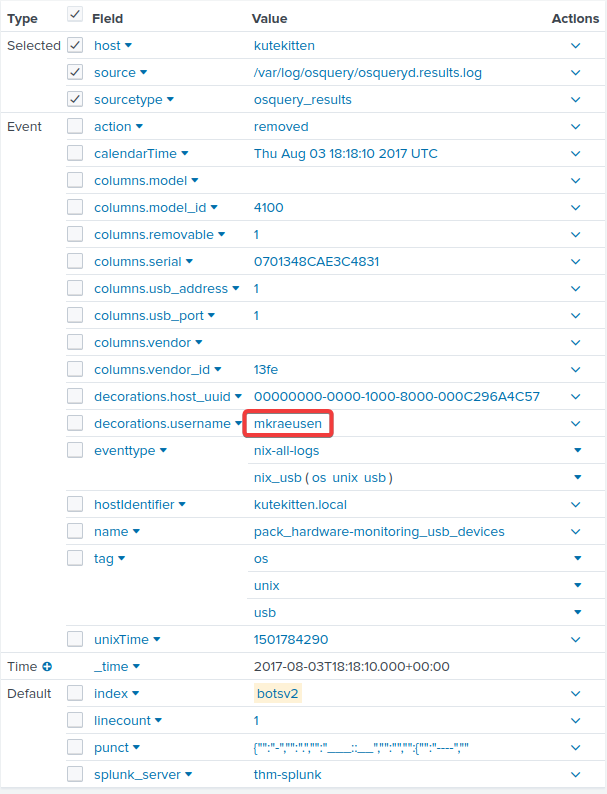 Type Field Value Actions
Selected host kutekitten
source /var/log/osquery/osqueryd.results.log
sourcetype osquery_results
Event action removed
calendarTime Thu Aug 03 18:18:10 2017 UTC
columns.model
columns.model_id 4100
columns.removable 1
columns.serial 0701348CAE3C4831
columns.usb_address 1
columns.usb_port 1
columns.vendor
columns.vendor_id 13fe
decorations.host_uuid 00000000-0000-1000-8000-000C296A4C57
decorations.username mkraeusen
eventtype nix-all-logs
nix_usb ( os unix usb )
hostIdentifier kutekitten.local
name pack_hardware-monitoring_usb_devices
tag os
unix
usb
unixTime 1501784290
Time _time 2017-08-03T18:18:10.000+00:00
Default index botsv2
linecount 1
punct
splunk_server thm-splunk